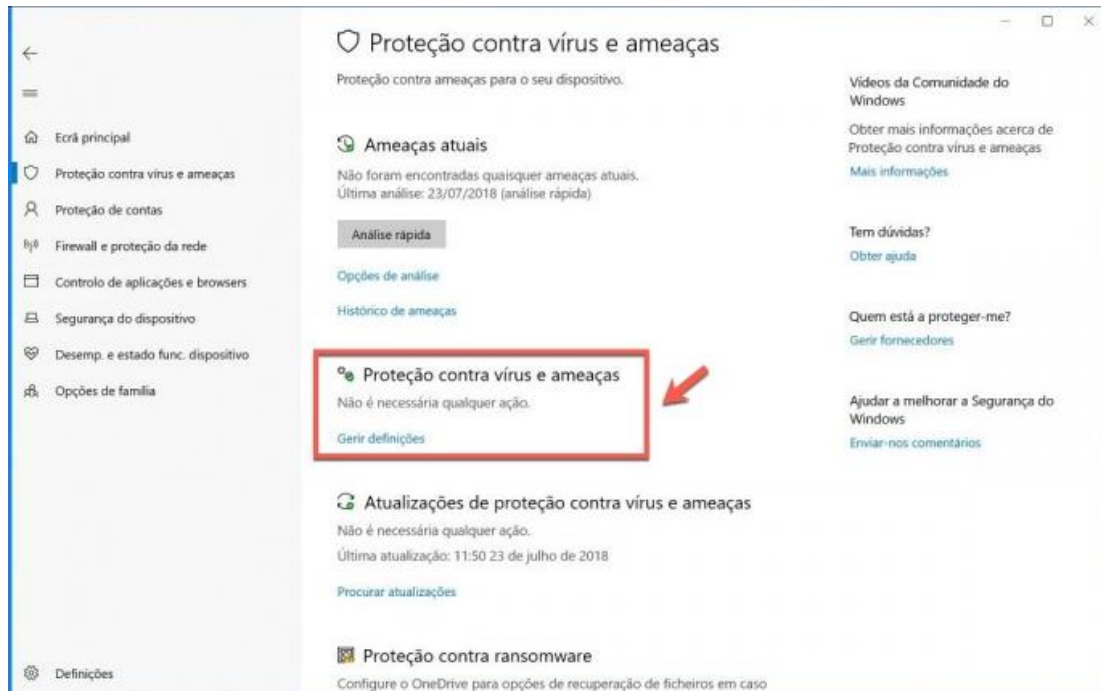 Proteção contra vírus e ameaças
Proteção contra ameaças para o seu dispositivo.
Ecrã principal
Proteção contra vírus e ameaças
Proteção de contas
Firewall e proteção da rede
Controlo de aplicações e browsers
Segurança do dispositivo
Desemp. e estado func. dispositivo
Opções de família
Definições
Ameaças atuais
Não foram encontradas quaisquer ameaças atuais.
Última análise: 23/07/2018 (análise rápida)
Análise rápida
Opções de análise
Histórico de ameaças
Proteção contra vírus e ameaças
Não é necessária qualquer ação.
Gerir definições
Atualizações de proteção contra vírus e ameaças
Não é necessária qualquer ação.
Última atualização: 11:50 23 de julho de 2018
Procurar atualizações
Proteção contra ransomware
Configure o OneDrive para opções de recuperação de ficheiros em caso
Vídeos da Comunidade do
Windows
Obter mais informações acerca de
Proteção contra vírus e ameaças
Mais informações
Tem dúvidas?
Obter ajuda
Quem está a proteger-me?
Gerir fornecedores
Ajudar a melhorar a Segurança do
Windows
Enviar-nos comentários